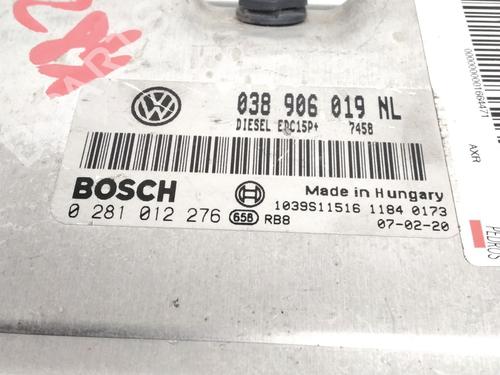 038 906 019 NL
DIESEL EDC15P+ 7458
BOSCH
Made in Hungary
1039S11516 1184 0173
0 281 012 276 658 RB8
07-02-20
AXR